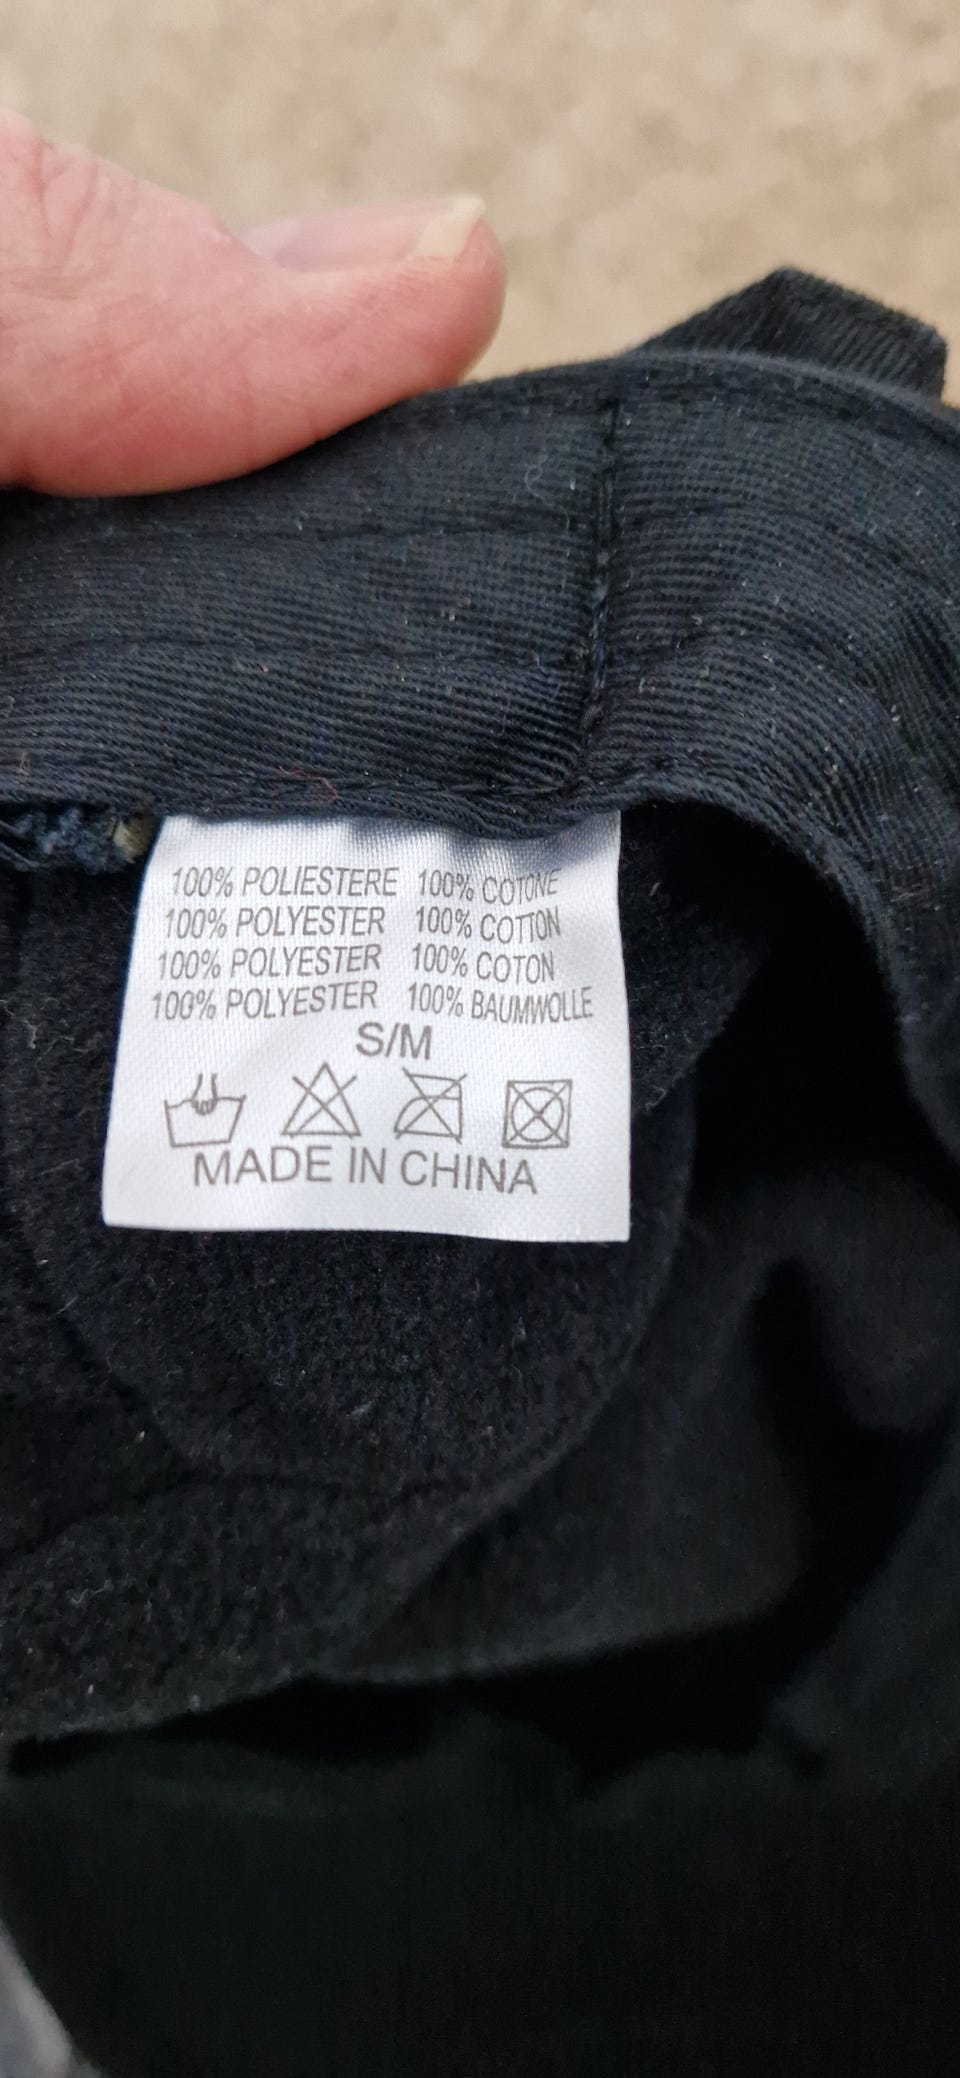 100% POLIESTERE 100% COTONE
100% POLYESTER 100% COTTON
100% POLYESTER 100% COTON
100% POLYESTER 100% BAUMWOLLE
S/M
MADE IN CHINA